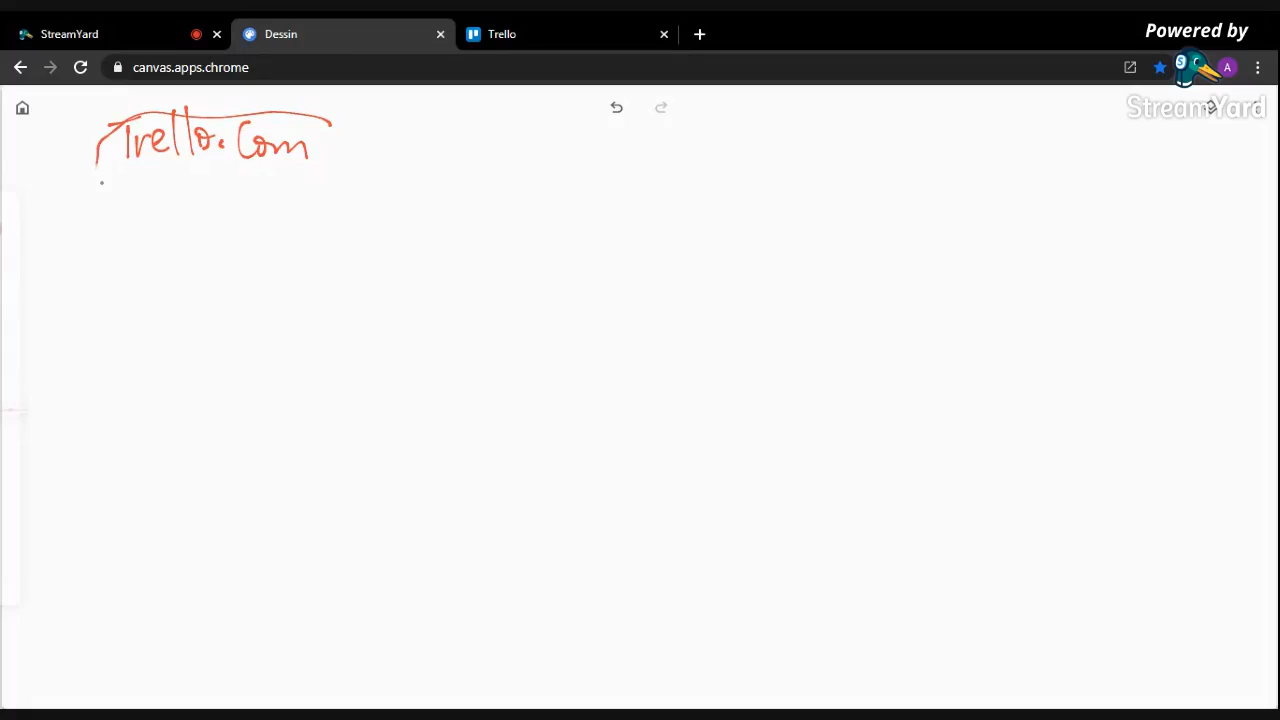 StreamYard
Dessin
Trello
Powered by
canvas.apps.chrome
A
S
StreamYard
Trello.Com